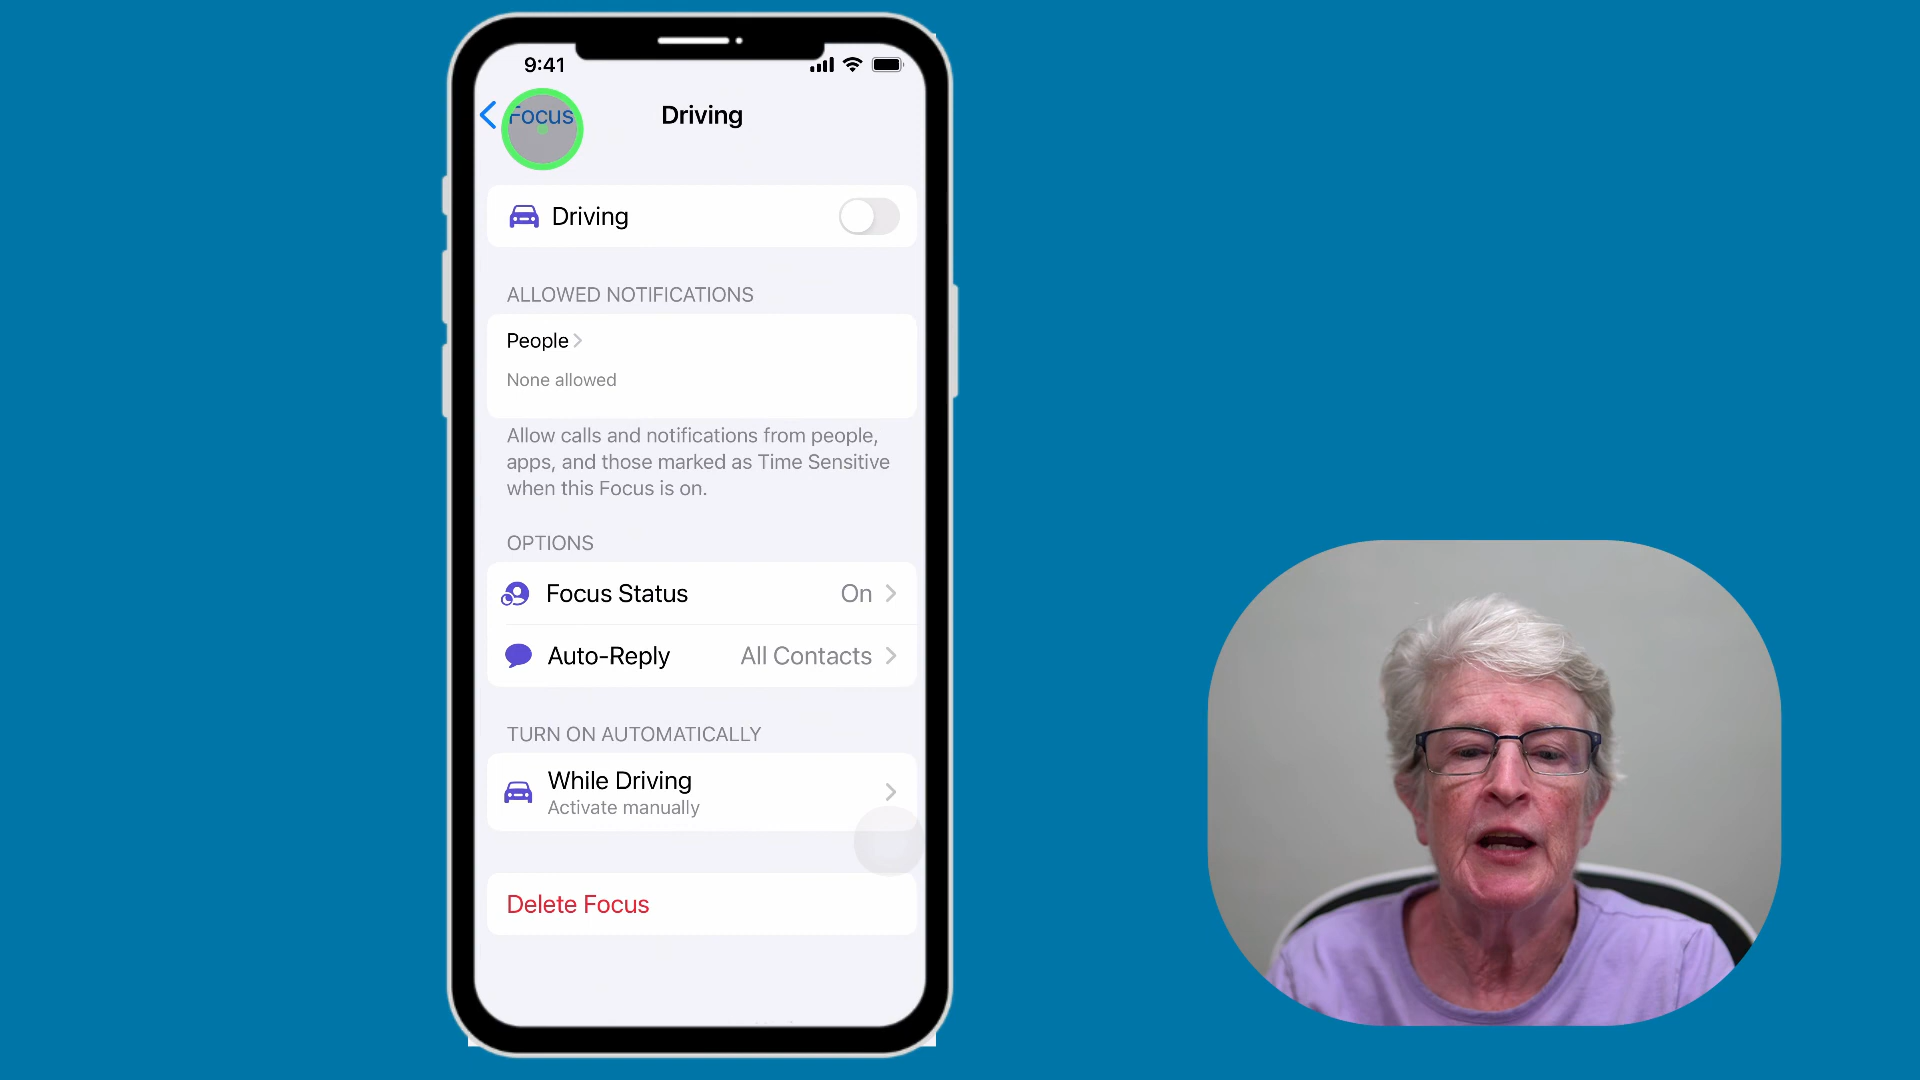 9:41
Focus
Driving
Driving
ALLOWED NOTIFICATIONS
People
None allowed
Allow calls and notifications from people,
apps, and those marked as Time Sensitive
when this Focus is on.
OPTIONS
Focus Status On
Auto-Reply All Contacts
TURN ON AUTOMATICALLY
While Driving
Activate manually
Delete Focus